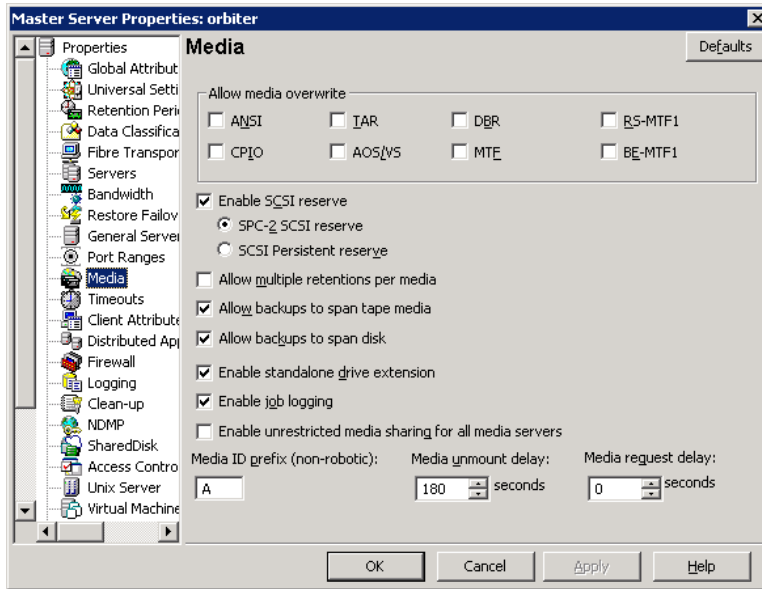 Master Server Properties: orbiter
Properties
Global Attribut
Universal Setti
Retention Peri
Data Classifica
Fibre Transpor
Servers
Bandwidth
Restore Failov
General Server
Port Ranges
Media
Timeouts
Client Attribute
Distributed App
Firewall
Logging
Clean-up
NDMP
SharedDisk
Access Contro
Unix Server
Virtual Machine
Media
Defaults
Allow media overwrite
ANSI TAR DBR RS-MTF1
CPIO AOS/VS MTF BE-MTF1
Enable SCSI reserve
SPC-2 SCSI reserve
SCSI Persistent reserve
Allow multiple retentions per media
Allow backups to span tape media
Allow backups to span disk
Enable standalone drive extension
Enable job logging
Enable unrestricted media sharing for all media servers
Media ID prefix (non-robotic): Media unmount delay: Media request delay:
A 180 seconds 0 seconds
OK Cancel Apply Help